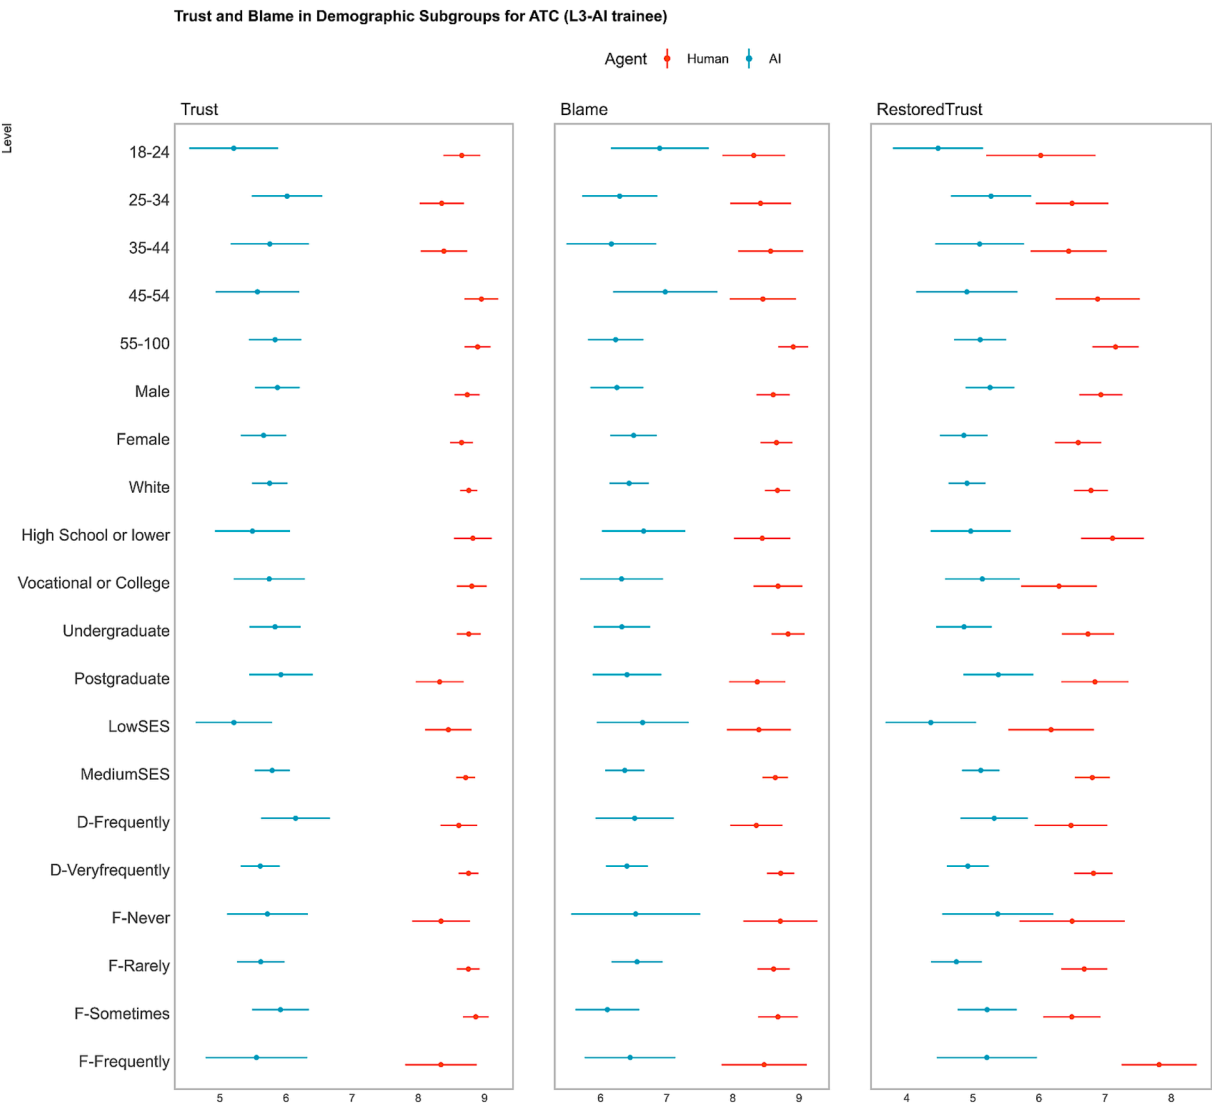 Trust and Blame in Demographic Subgroups for ATC (L3-AI trainee)
Agent Human AI
Trust Blame RestoredTrust
Level
18-24
25-34
35-44
45-54
55-100
Male
Female
White
High School or lower
Vocational or College
Undergraduate
Postgraduate
LowSES
MediumSES
D-Frequently
D-Veryfrequently
F-Never
F-Rarely
F-Sometimes
F-Frequently
5 6 7 8 9 6 7 8 9 4 5 6 7 8